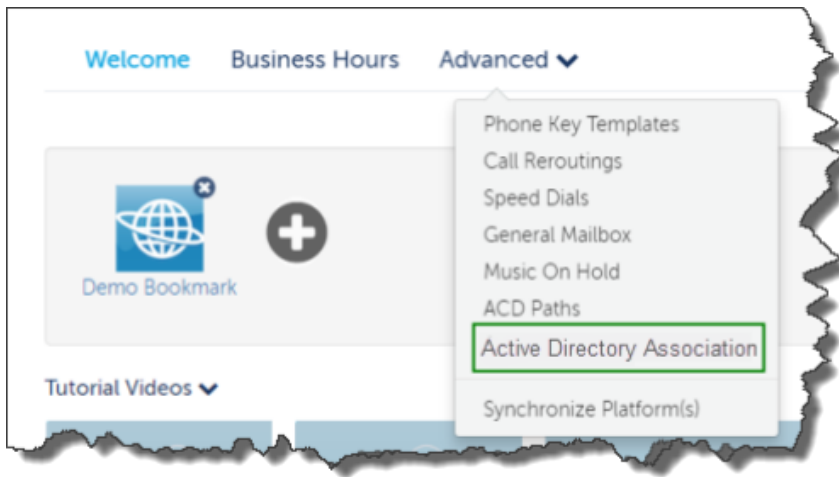 Welcome Business Hours Advanced
Phone Key Templates
Call Reroutings
Speed Dials
General Mailbox
Music On Hold
ACD Paths
Active Directory Association
Synchronize Platform(s)
Demo Bookmark
Tutorial Videos